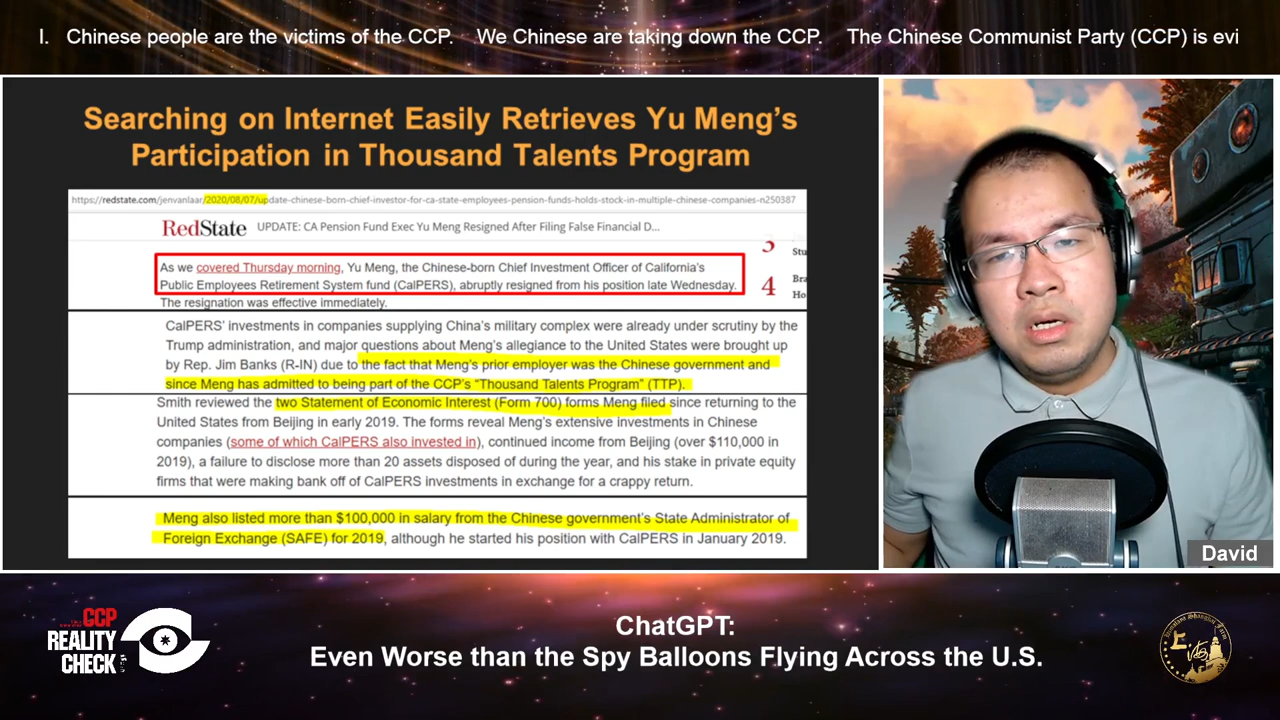 I. Chinese people are the victims of the CCP. We Chinese are taking down the CCP. The Chinese Communist Party (CCP) is evi
Searching on Internet Easily Retrieves Yu Meng's
Participation in Thousand Talents Program
https://redstate.com/jenvanlaar/2020/08/07/update-chinese-born-chief-investor-for-ca-state-employees-pension-funds-holds-stock-in-multiple-chinese-companies-n250387
RedState UPDATE: CA Pension Fund Exec Yu Meng Resigned After Filing False Financial D...
3
Stu
As we covered Thursday morning, Yu Meng, the Chinese-born Chief Investment Officer of California's
Public Employees Retirement System fund (CalPERS), abruptly resigned from his position late Wednesday.
The resignation was effective immediately.
4
Bra
Ho
CalPERS' investments in companies supplying China's military complex were already under scrutiny by the
Trump administration, and major questions about Meng's allegiance to the United States were brought up
by Rep. Jim Banks (R-IN) due to the fact that Meng's prior employer was the Chinese government and
since Meng has admitted to being part of the CCP's "Thousand Talents Program" (TTP).
Smith reviewed the two Statement of Economic Interest (Form 700) forms Meng filed since returning to the
United States from Beijing in early 2019. The forms reveal Meng's extensive investments in Chinese
companies (some of which CalPERS also invested in), continued income from Beijing (over $110,000 in
2019), a failure to disclose more than 20 assets disposed of during the year, and his stake in private equity
firms that were making bank off of CalPERS investments in exchange for a crappy return.
Meng also listed more than $100,000 in salary from the Chinese government's State Administrator of
Foreign Exchange (SAFE) for 2019, although he started his position with CalPERS in January 2019.
David
CCP
REALITY
CHECK
ChatGPT:
Even Worse than the Spy Balloons Flying Across the U.S.